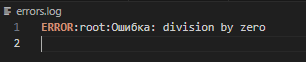 errors.log
1 ERROR:root:Ошибка: division by zero
2